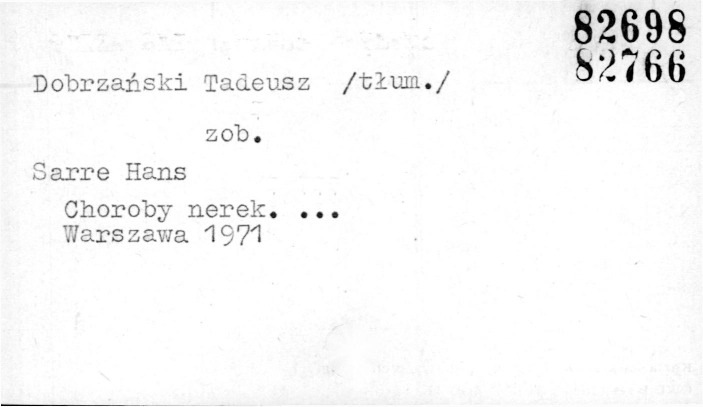 82698
82766
Dobrzański Tadeusz /tłum./
zob.
Sarre Hans
Choroby nerek. ...
Warszawa 1971